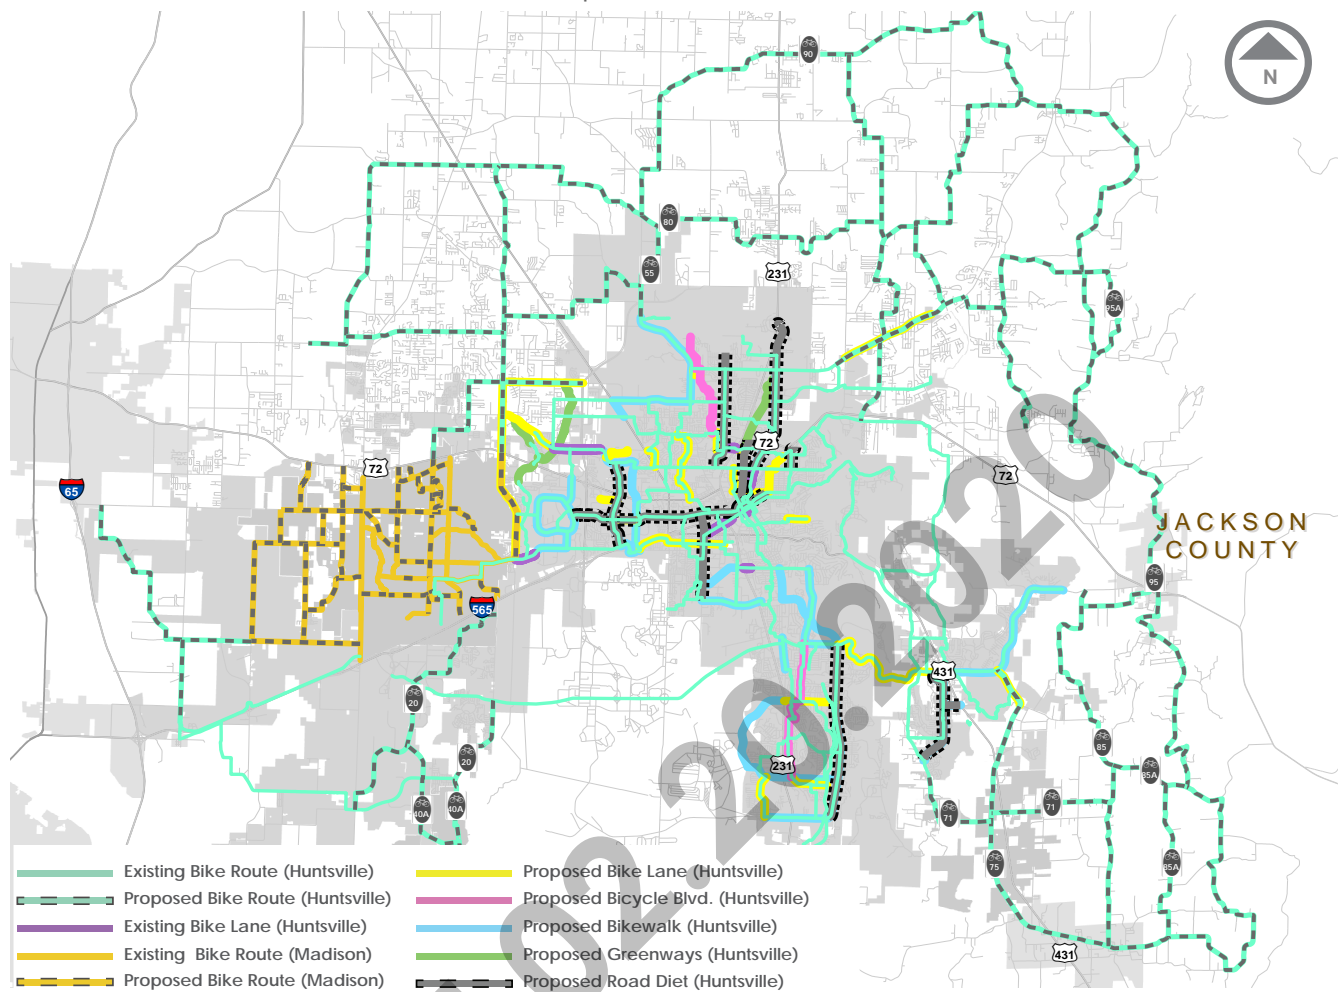 90
N
80
55
231
95A
72
72
72
65
JACKSON
COUNTY
95
565
431
20
20
231
85
85A
40A
40A
71
71
75
85A
431
02.20.2020
Existing Bike Route (Huntsville)
Proposed Bike Route (Huntsville)
Existing Bike Lane (Huntsville)
Existing Bike Route (Madison)
Proposed Bike Route (Madison)
Proposed Bike Lane (Huntsville)
Proposed Bicycle Blvd. (Huntsville)
Proposed Bikewalk (Huntsville)
Proposed Greenways (Huntsville)
Proposed Road Diet (Huntsville)